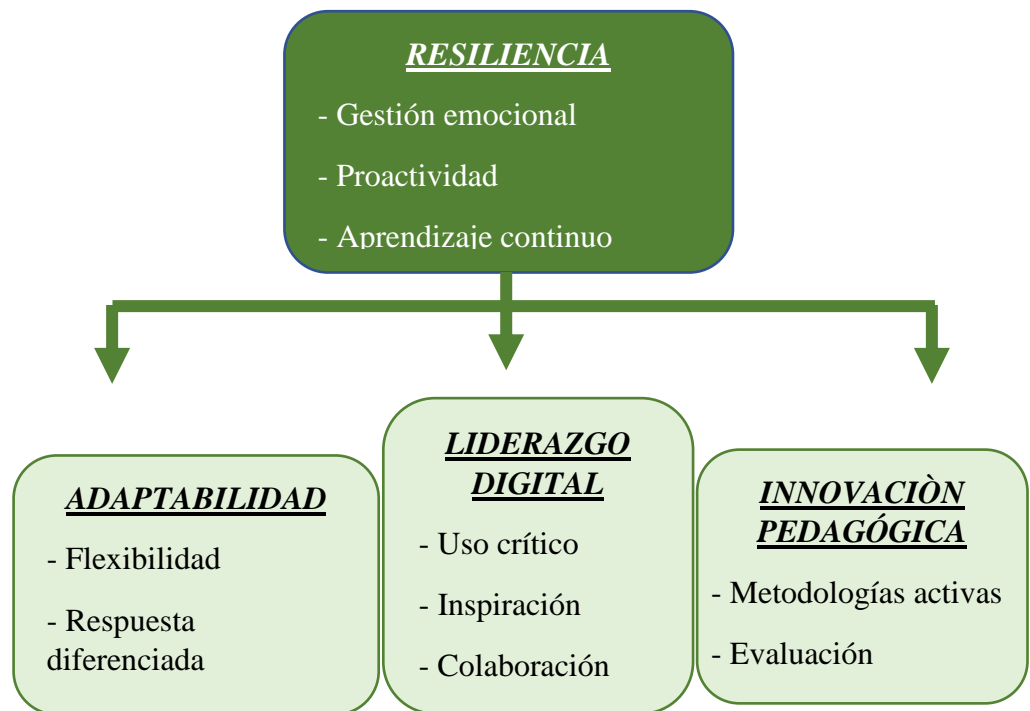 RESILIENCIA
- Gestión emocional
- Proactividad
- Aprendizaje continuo
ADAPTABILIDAD
- Flexibilidad
- Respuesta
diferenciada
LIDERAZGO
DIGITAL
- Uso crítico
- Inspiración
- Colaboración
INNOVACIÒN
PEDAGÓGICA
- Metodologías activas
- Evaluación